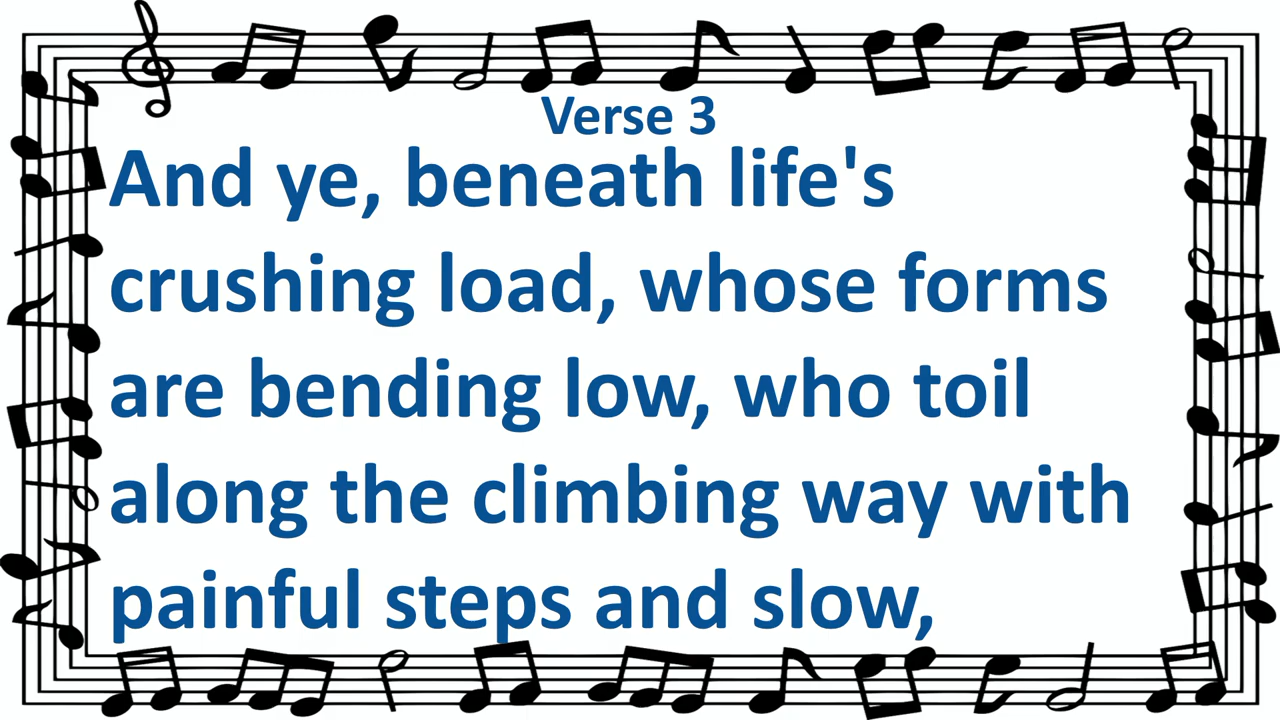 Verse 3
And ye, beneath life's
crushing load, whose forms
are bending low, who toil
along the climbing way with
painful steps and slow,